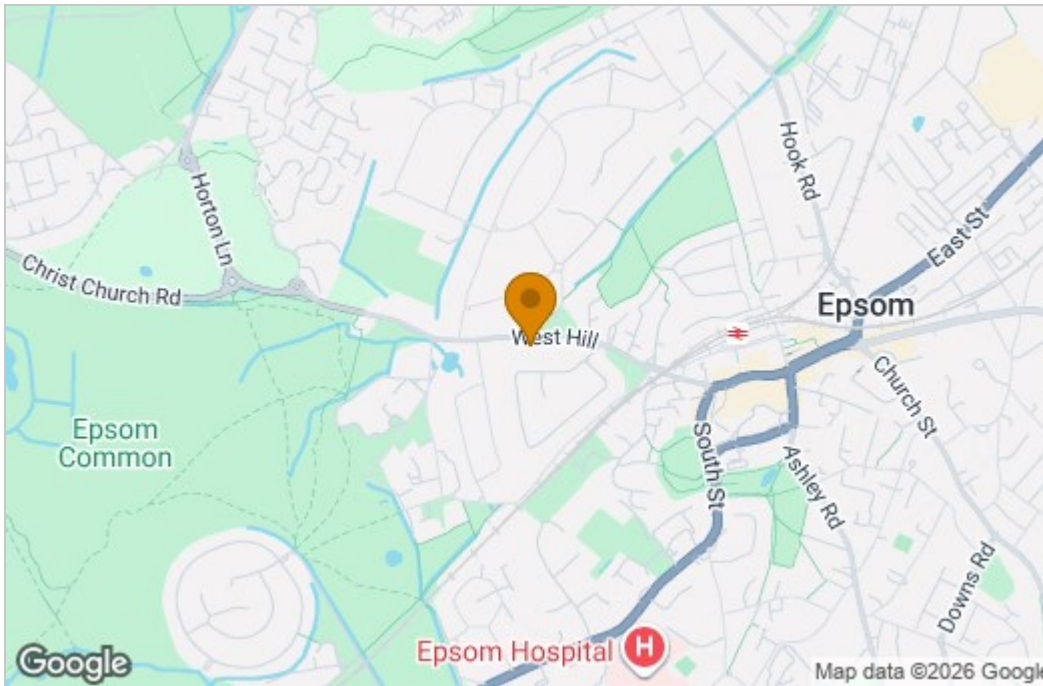 Hook Rd
East St
Horton Ln
Christ Church Rd
Epsom
West Hill
Church St
Epsom
Common
South St
Ashley Rd
Downs Rd
Epsom Hospital
H
Google
Map data ©2026 Google